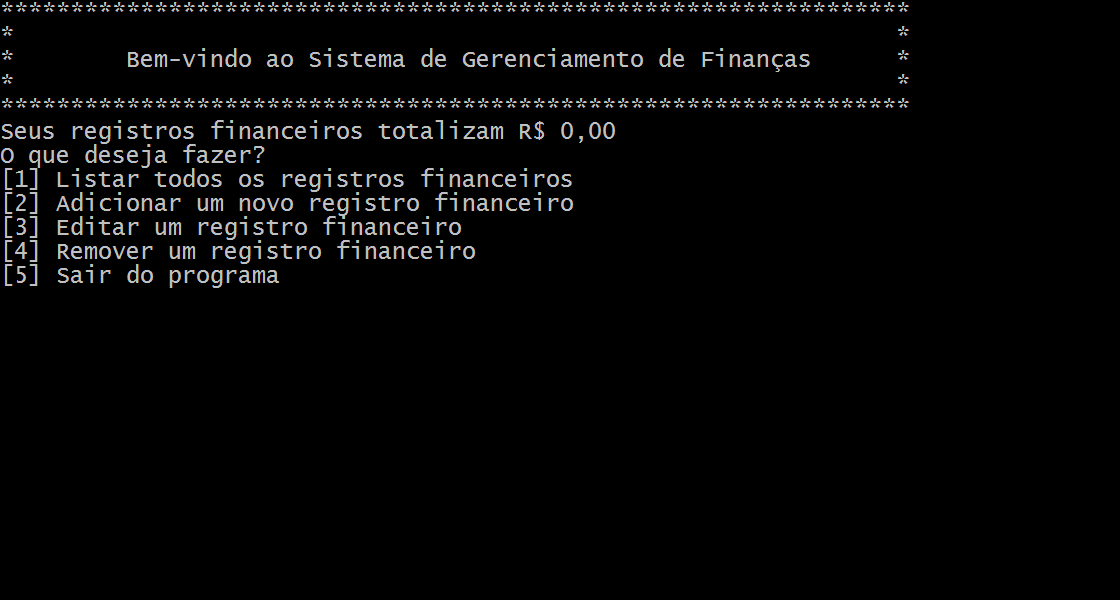 *****************************************************************
* *
* Bem-vindo ao Sistema de Gerenciamento de Finanças *
* *
*****************************************************************
Seus registros financeiros totalizam R$ 0,00
O que deseja fazer?
[1] Listar todos os registros financeiros
[2] Adicionar um novo registro financeiro
[3] Editar um registro financeiro
[4] Remover um registro financeiro
[5] Sair do programa